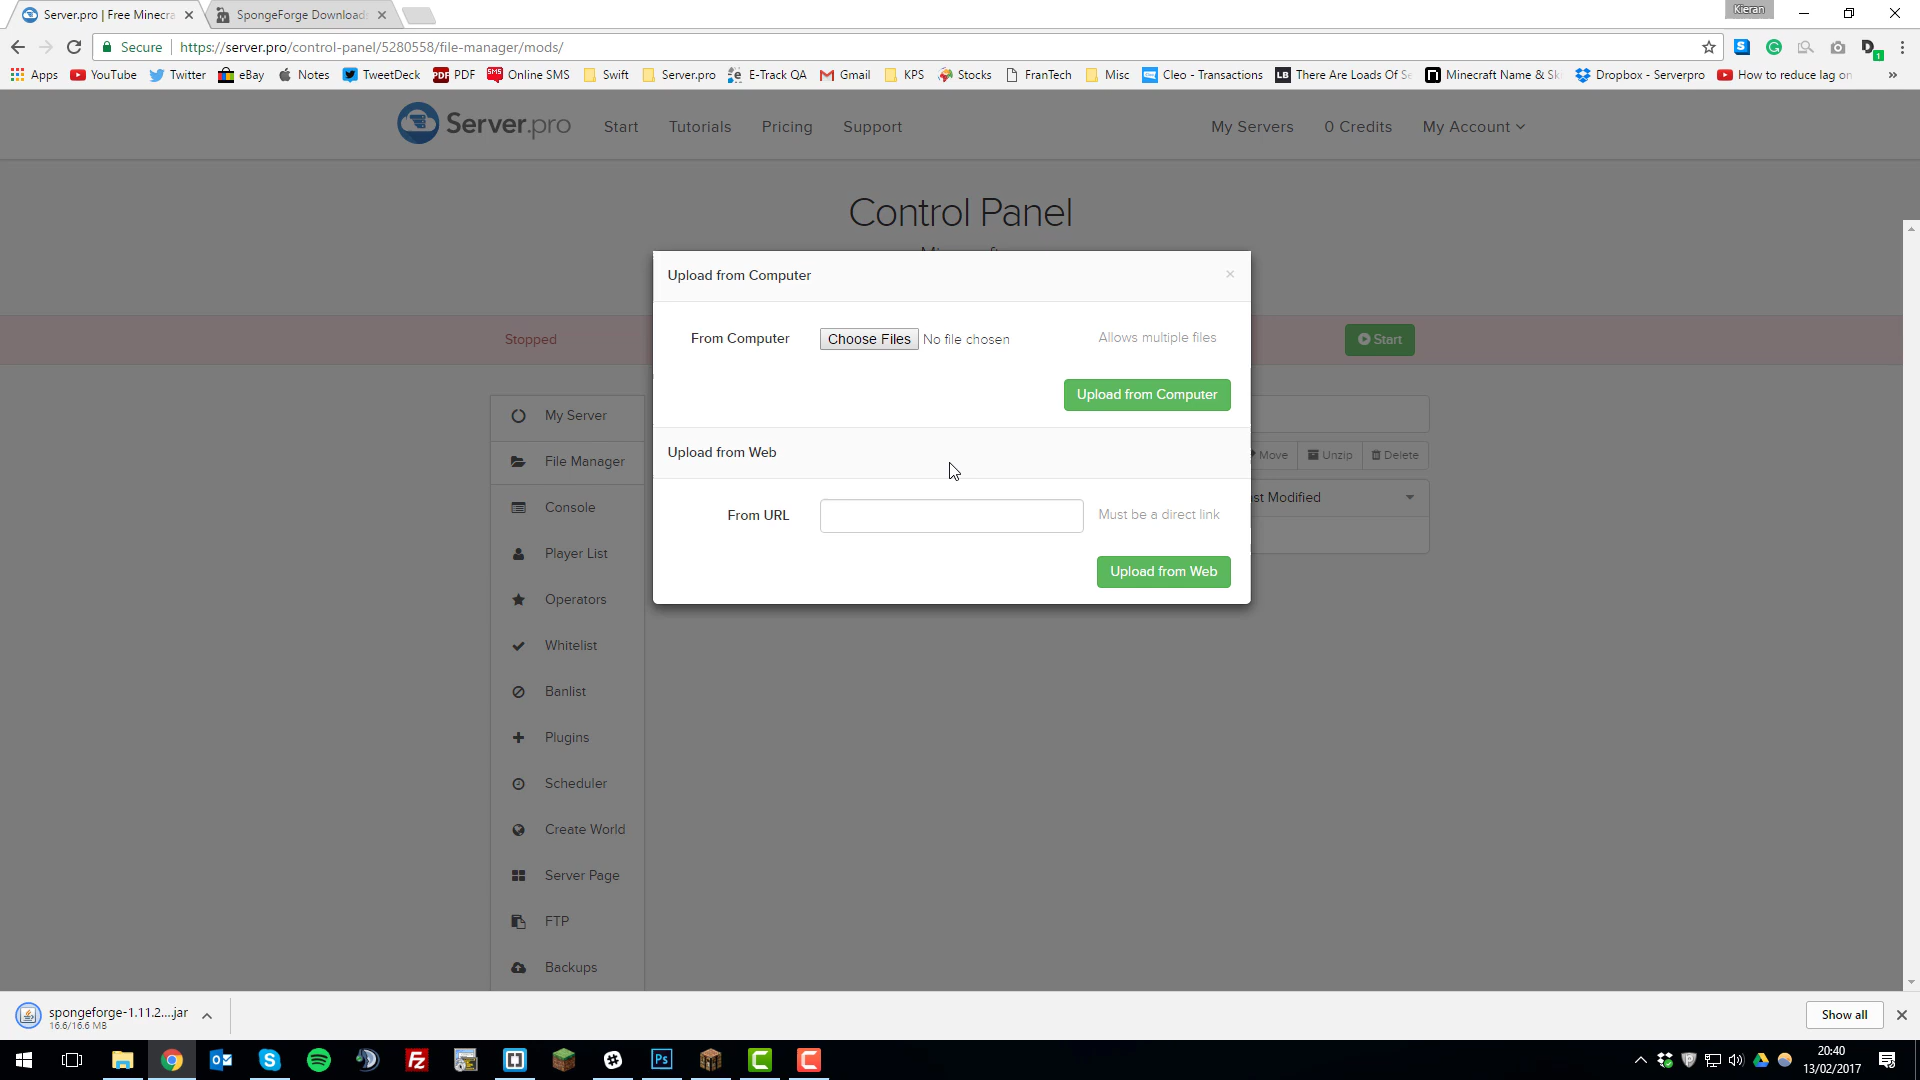 Server.pro | Free Minecra
SpongeForge Downloads
Kieran
Secure
https://server.pro/control-panel/5280558/file-manager/mods/
Apps
YouTube
Twitter
eBay
Notes
TweetDeck
PDF PDF
SMS Online SMS
Swift
Server.pro
E-Track QA
Gmail
KPS
Stocks
FranTech
Misc
Cleo - Transactions
LB There Are Loads Of Se
Minecraft Name & Sk
Dropbox - Serverpro
How to reduce lag on
Server.pro
Start
Tutorials
Pricing
Support
My Servers
0 Credits
My Account
Control Panel
Upload from Computer
From Computer
Choose Files
No file chosen
Allows multiple files
Upload from Computer
Stopped
Start
Upload from Web
From URL
Must be a direct link
Upload from Web
Move
Unzip
Delete
st Modified
My Server
File Manager
Console
Player List
Operators
Whitelist
Banlist
Plugins
Scheduler
Create World
Server Page
FTP
Backups
spongeforge-1.11.2....jar
16.6/16.6 MB
Show all
20:40
13/02/2017